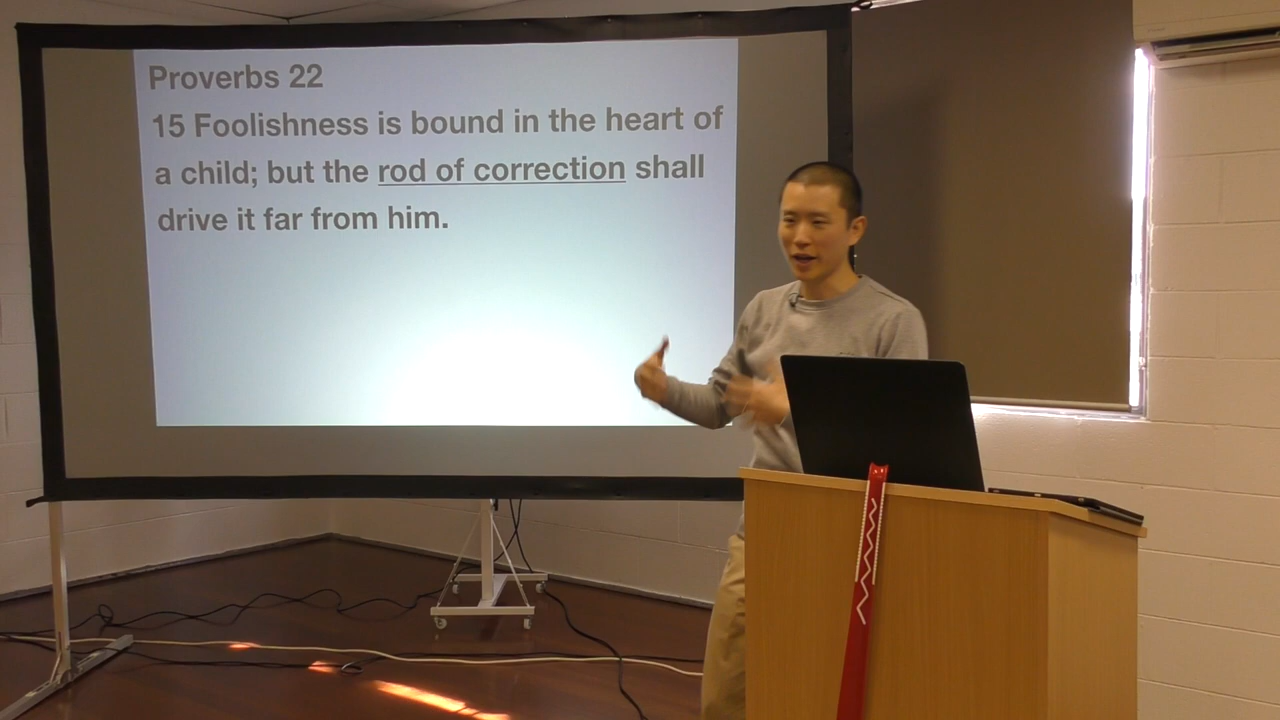 Proverbs 22
15 Foolishness is bound in the heart of
a child; but the rod of correction shall
drive it far from him.